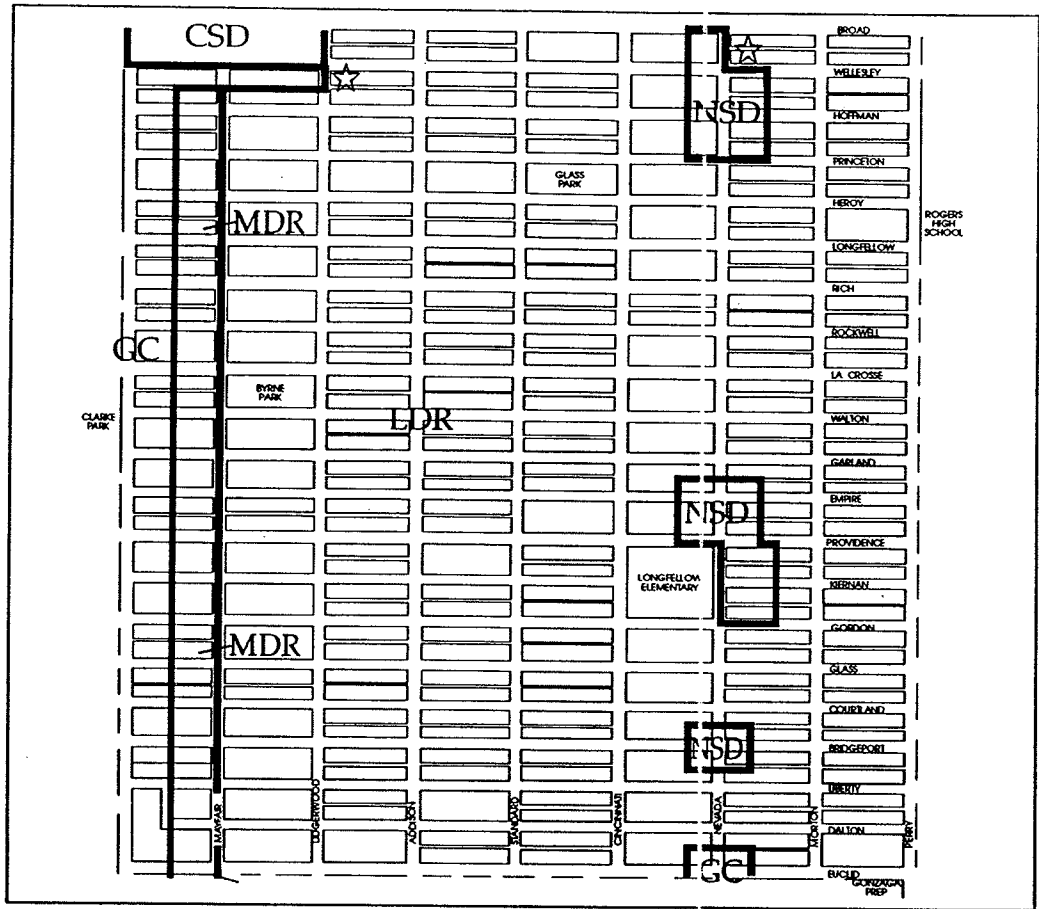 CSD
BROAD
WELLESLEY
NSD
HOFFMAN
PRINCETON
GLASS
PARK
HEROY
MDR
ROGERS
HIGH
SCHOOL
LONGFELLOW
RICH
ROCKWELL
GC
LA CROSSE
BYRNE
PARK
CLARKE
PARK
LDR
WALTON
GARLAND
EMPIRE
NSD
PROVIDENCE
LONGFELLOW
ELEMENTARY
KIERNAN
GORDON
MDR
GLASS
COURTLAND
NSD
BRIDGEPORT
LIBERTY
MAYFAIR
LIDGERWOOD
ADDISON
STANDARD
CINCINNATI
NEVADA
MORTON
PERRY
DALTON
GC
EUCLID
GONZAGA
PREP